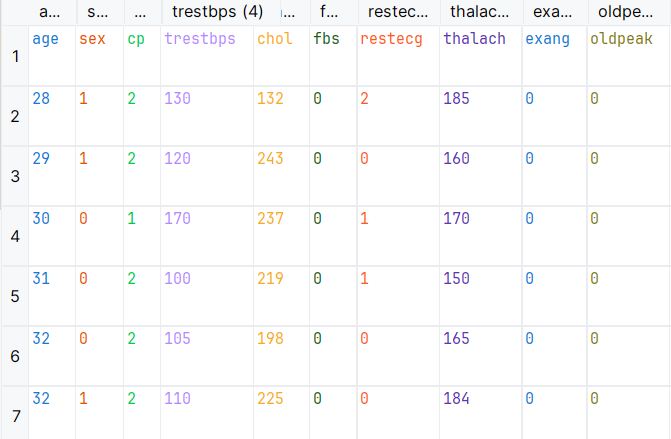 a... s... ... trestbps (4) ... f... restec... thalac... exa... oldpe...
1 age sex cp trestbps chol fbs restecg thalach exang oldpeak
2 28 1 2 130 132 0 2 185 0 0
3 29 1 2 120 243 0 0 160 0 0
4 30 0 1 170 237 0 1 170 0 0
5 31 0 2 100 219 0 1 150 0 0
6 32 0 2 105 198 0 0 165 0 0
7 32 1 2 110 225 0 0 184 0 0